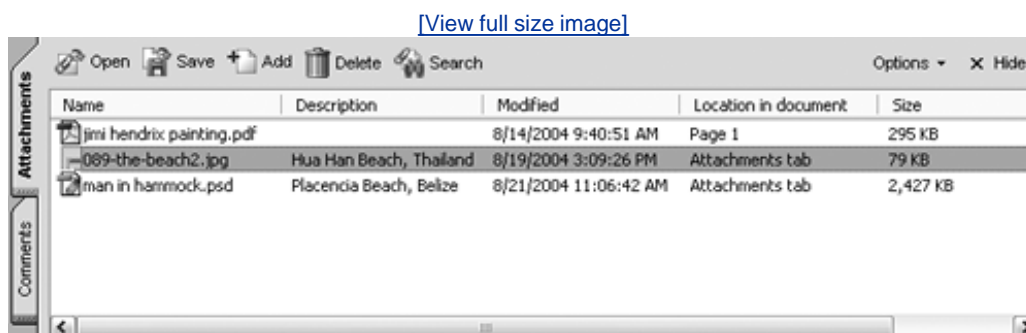 [View full size image]
Open Save Add Delete Search Options Hide
Attachments
Name Description Modified Location in document Size
jimi hendrix painting.pdf 8/14/2004 9:40:51 AM Page 1 295 KB
089-the-beach2.jpg Hua Han Beach, Thailand 8/19/2004 3:09:26 PM Attachments tab 79 KB
man in hammock.psd Placencia Beach, Belize 8/21/2004 11:06:42 AM Attachments tab 2,427 KB
Comments